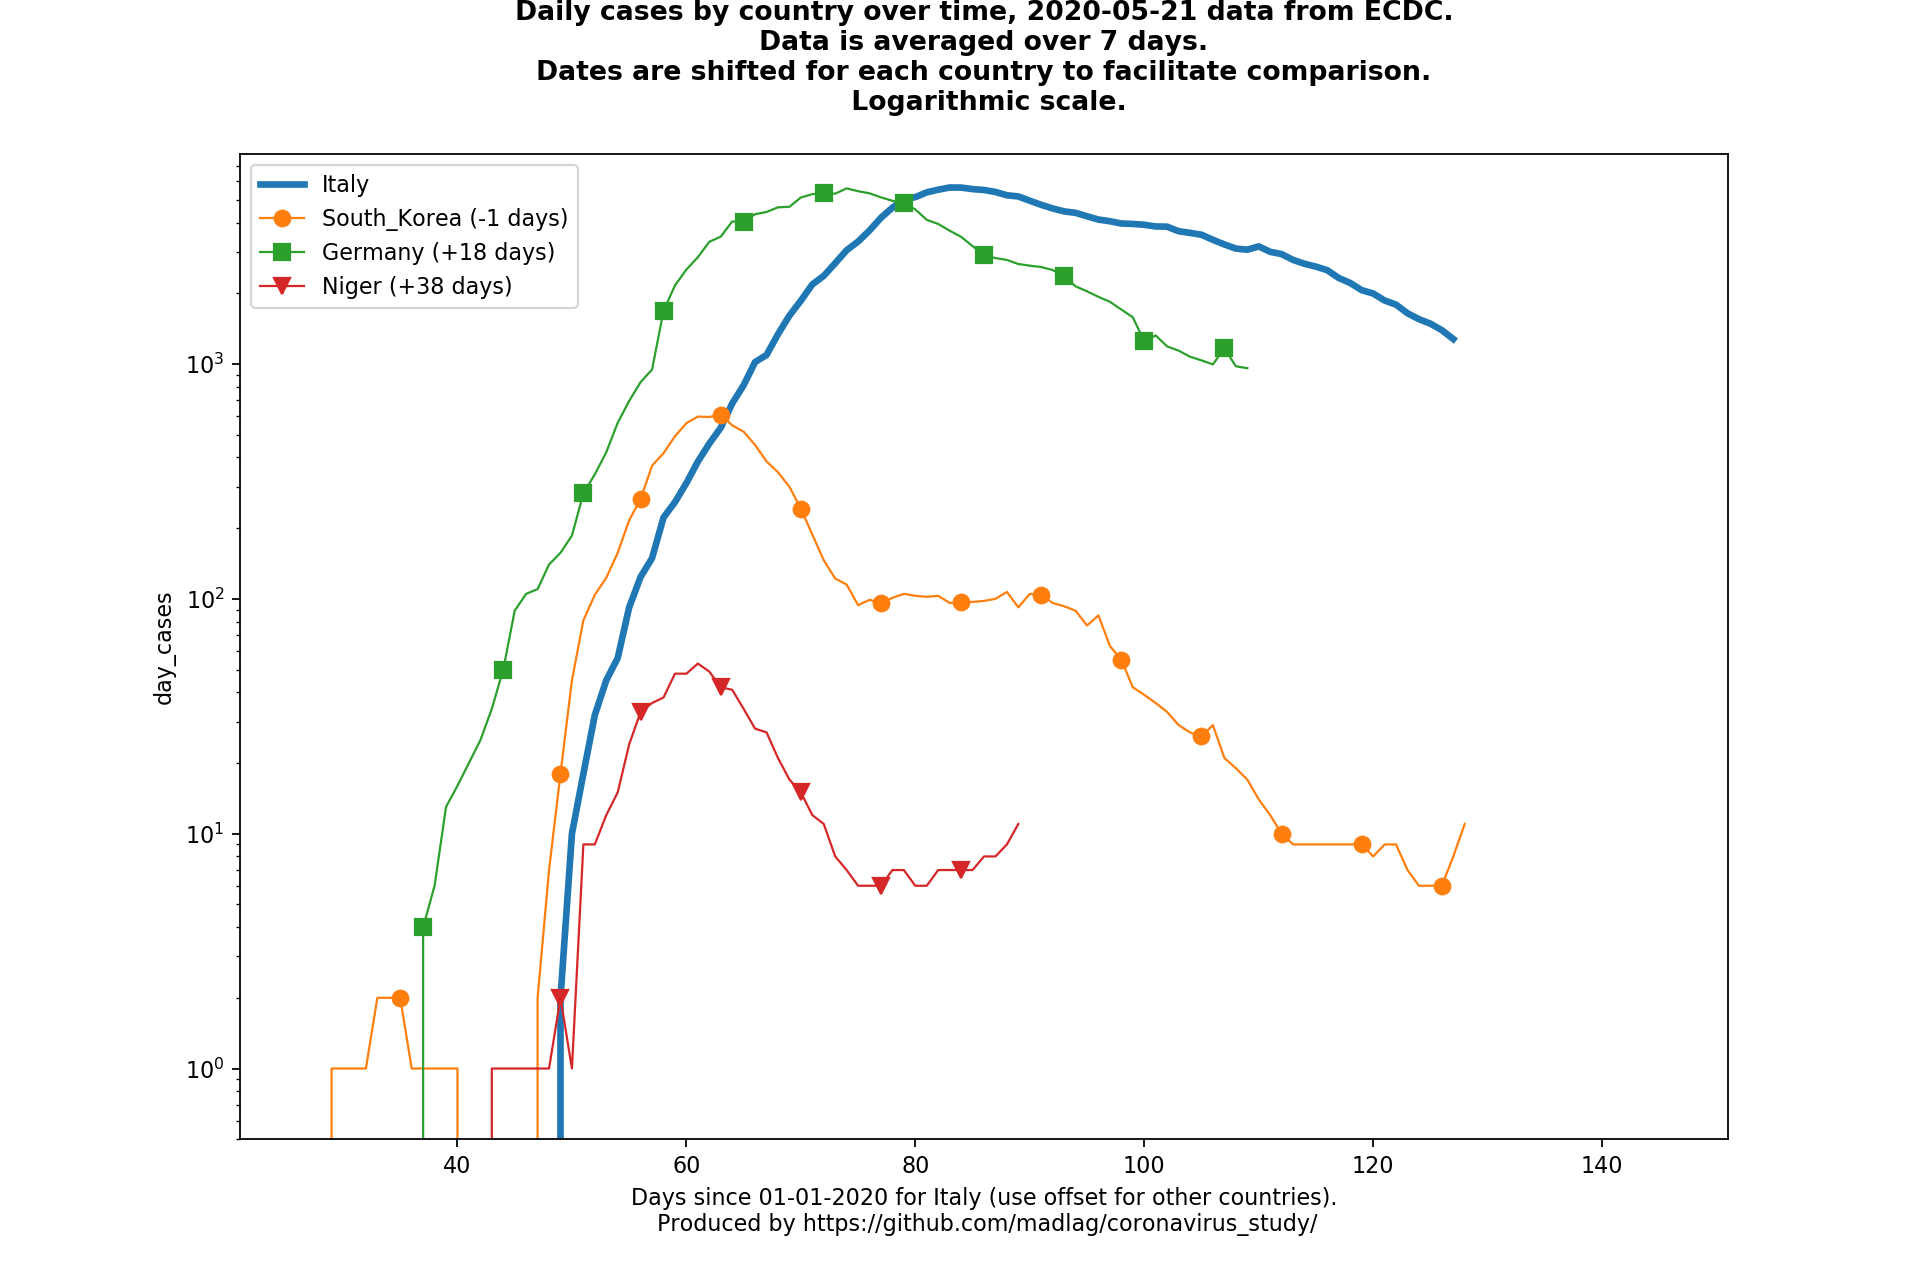 Daily cases by country over time, 2020-05-21 data from ECDC.
Data is averaged over 7 days.
Dates are shifted for each country to facilitate comparison.
Logarithmic scale.
Italy
South_Korea (-1 days)
Germany (+18 days)
Niger (+38 days)
day_cases
10³
10²
10¹
10⁰
40 60 80 100 120 140
Days since 01-01-2020 for Italy (use offset for other countries).
Produced by https://github.com/madlag/coronavirus_study/